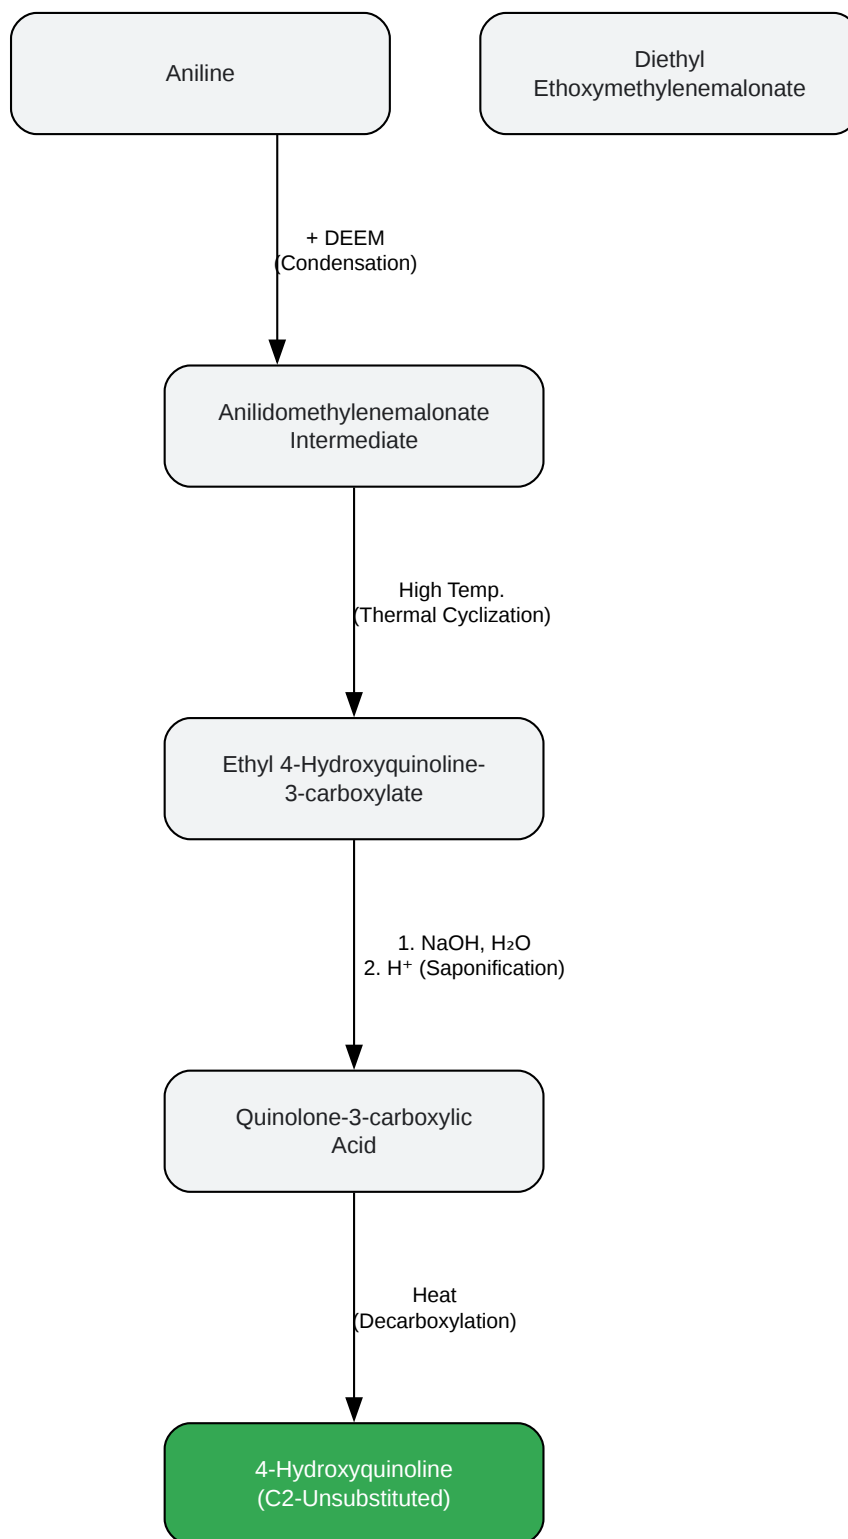 Aniline
Diethyl
Ethoxymethylenemalonate
+ DEEM
(Condensation)
Anilidomethylenemalonate
Intermediate
High Temp.
(Thermal Cyclization)
Ethyl 4-Hydroxyquinoline-
3-carboxylate
1. NaOH, H₂O
2. H⁺ (Saponification)
Quinolone-3-carboxylic
Acid
Heat
(Decarboxylation)
4-Hydroxyquinoline
(C2-Unsubstituted)